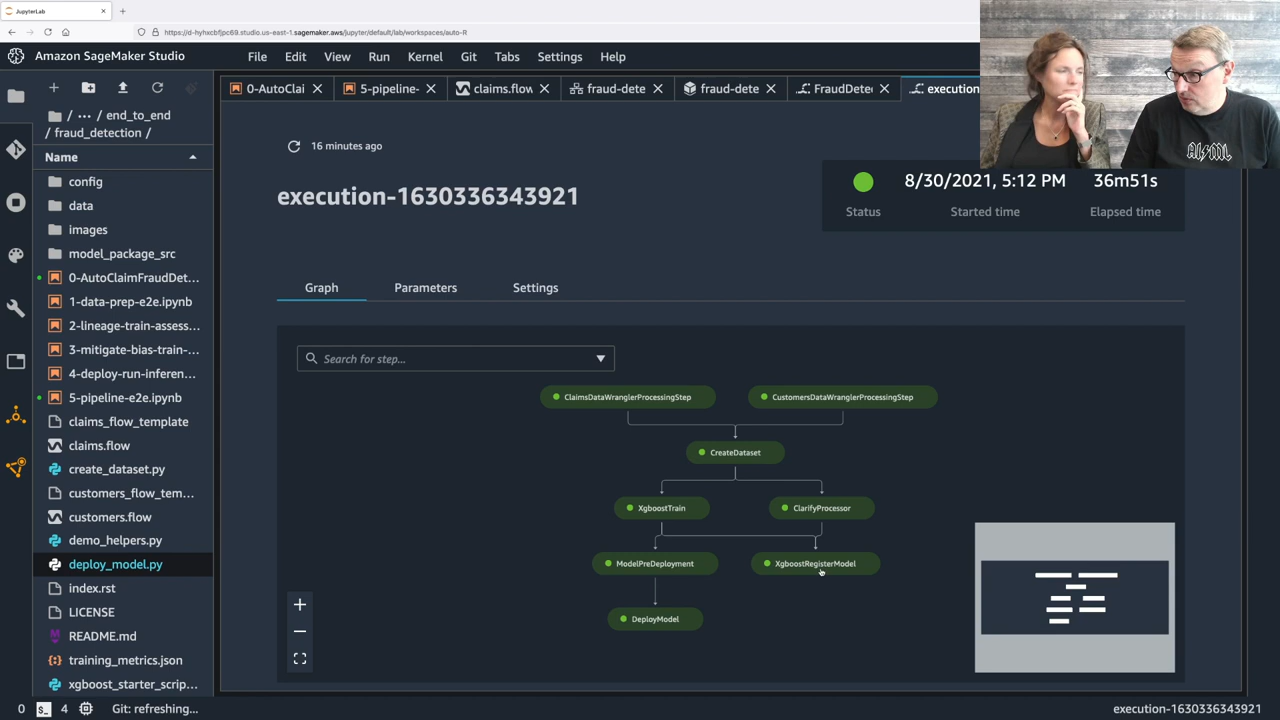 JupyterLab
https://d-hyhxcbfjpc69.studio.us-east-1.sagemaker.aws/jupyter/default/lab/workspaces/auto-R
Amazon SageMaker Studio
File Edit View Run Kernel Git Tabs Settings Help
0-AutoClai
5-pipeline-
fraud-dete
fraud-dete
FraudDete
execution
/ ··· / end_to_end
/ fraud_detection /
Name
config
data
images
model_package_src
0-AutoClaimFraudDet...
1-data-prep-e2e.ipynb
2-lineage-train-assess...
3-mitigate-bias-train-...
4-deploy-run-inferen...
5-pipeline-e2e.ipynb
claims_flow_template
claims.flow
create_dataset.py
customers_flow_tem...
customers.flow
demo_helpers.py
deploy_model.py
index.rst
LICENSE
README.md
training_metrics.json
xgboost_starter_scrip...
16 minutes ago
execution-1630336343921
8/30/2021, 5:12 PM 36m51s
Status Started time Elapsed time
Graph Parameters Settings
Search for step...
ClaimsDataWranglerProcessingStep CustomersDataWranglerProcessingStep
CreateDataset
XgboostTrain ClarifyProcessor
ModelPreDeployment XgboostRegisterModel
DeployModel
AI/ML
0 4 Git: refreshing... execution-1630336343921